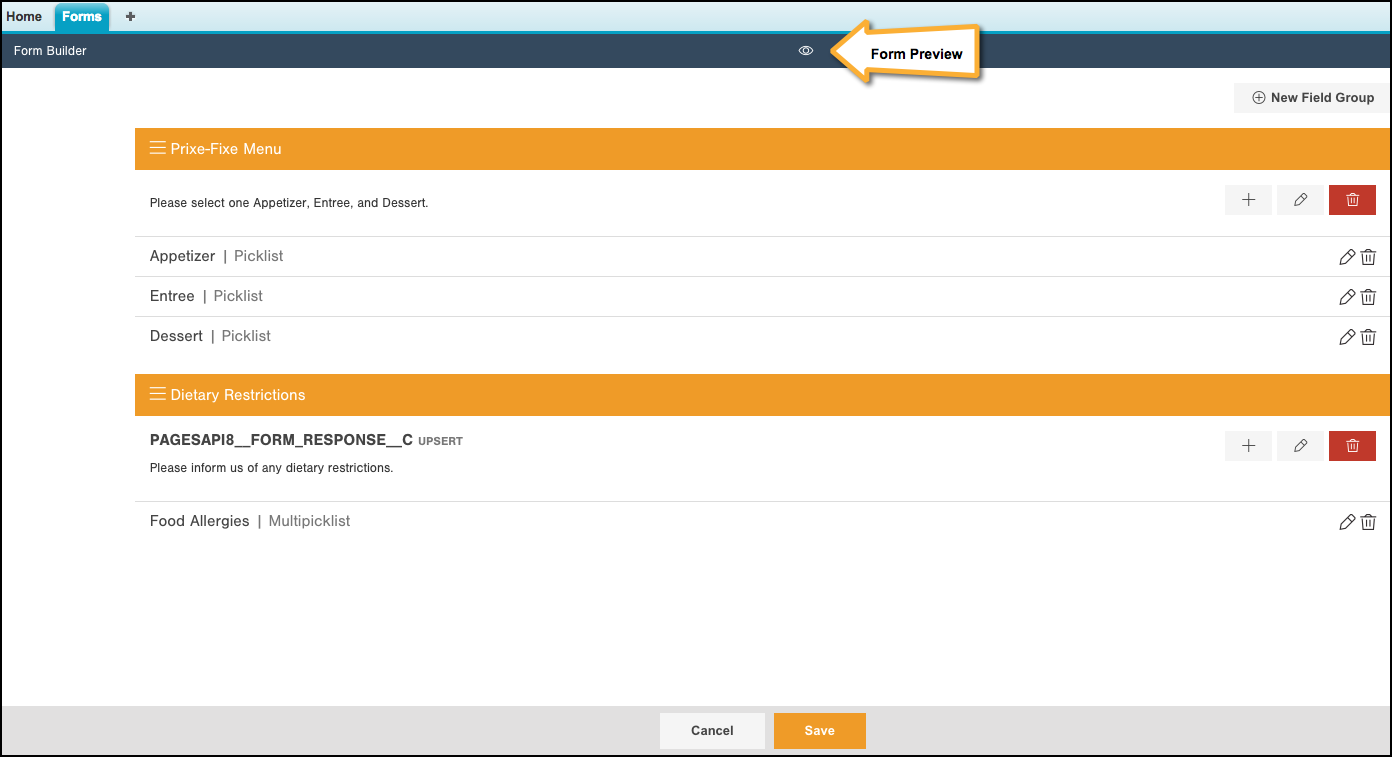 Home Forms
Form Builder Form Preview
New Field Group
Prixe-Fixe Menu
Please select one Appetizer, Entree, and Dessert.
Appetizer | Picklist
Entree | Picklist
Dessert | Picklist
Dietary Restrictions
PAGESAPI8__FORM_RESPONSE__C UPSERT
Please inform us of any dietary restrictions.
Food Allergies | Multipicklist
Cancel Save